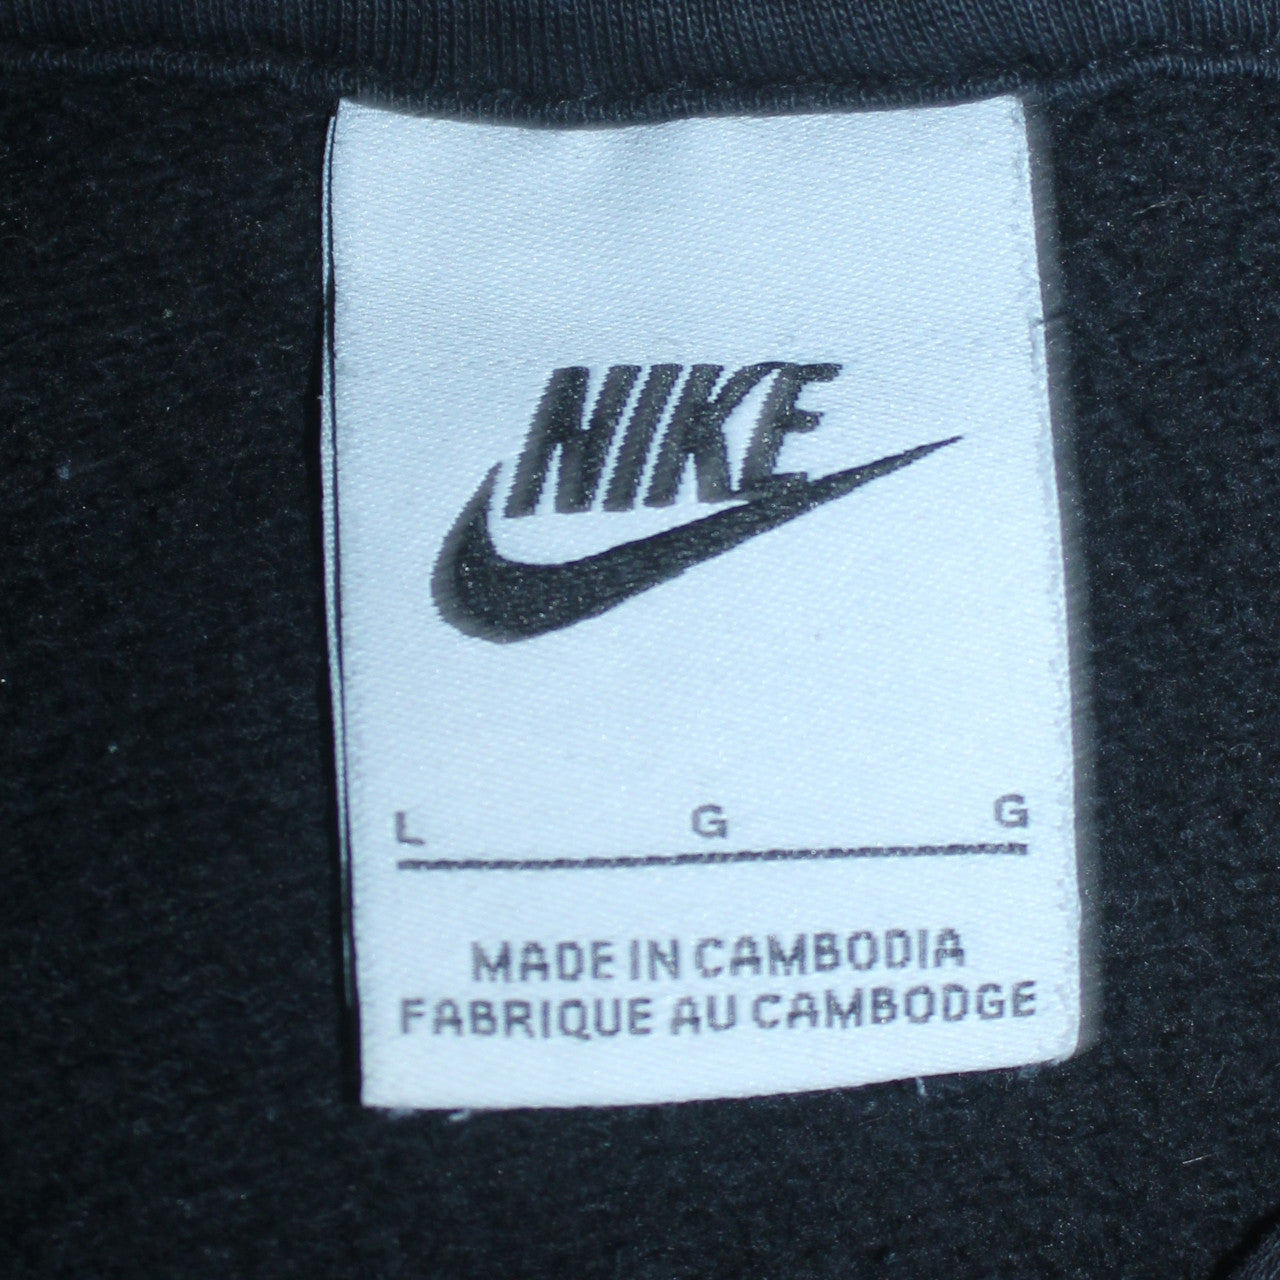 NIKE
L G G
MADE IN CAMBODIA
FABRIQUE AU CAMBODGE